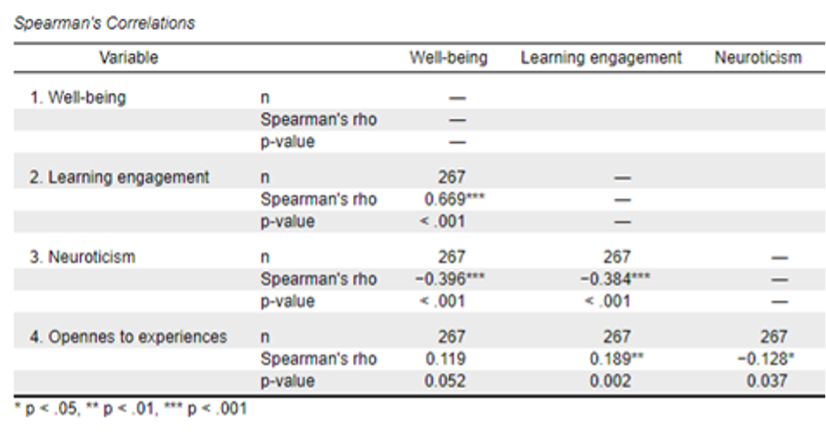 Spearman's Correlations
Variable Well-being Learning engagement Neuroticism
1. Well-being n —
Spearman's rho —
p-value —
2. Learning engagement n 267 —
Spearman's rho 0.669*** —
p-value < .001 —
3. Neuroticism n 267 267 —
Spearman's rho −0.396*** −0.384*** —
p-value < .001 < .001 —
4. Opennes to experiences n 267 267 267
Spearman's rho 0.119 0.189** −0.128*
p-value 0.052 0.002 0.037
* p < .05, ** p < .01, *** p < .001